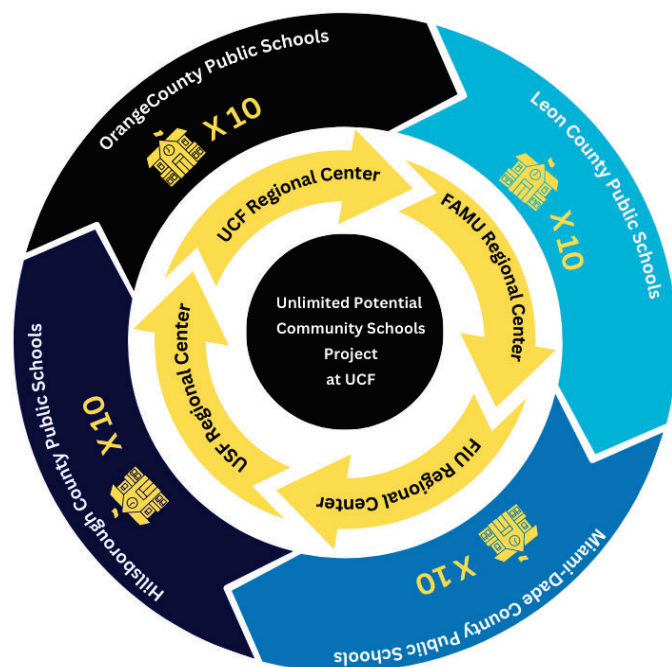 OrangeCounty Public Schools
X 10
Leon County Public Schools
X 10
Miami-Dade County Public Schools
X 10
Hillsborough County Public Schools
X 10
UCF Regional Center
FAMU Regional Center
FIU Regional Center
USF Regional Center
Unlimited Potential
Community Schools
Project
at UCF